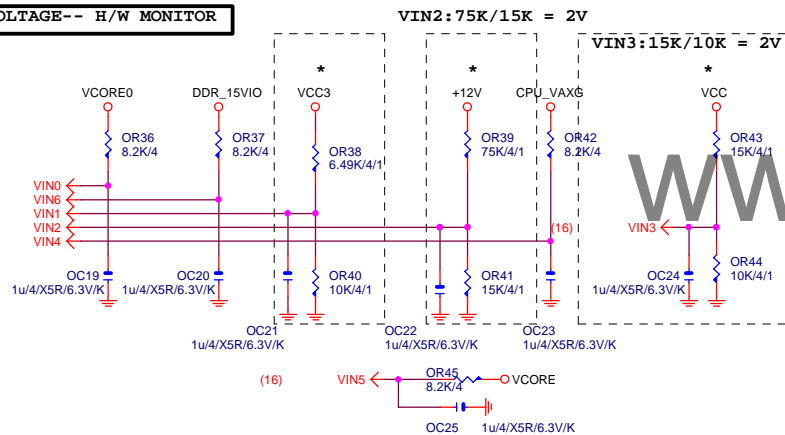 OLTAGE-- H/W MONITOR
VIN2:75K/15K = 2V
VIN3:15K/10K = 2V
*
*
*
VCORE0
DDR_15VIO
VCC3
+12V
CPU_VAXG
VCC
OR36
8.2K/4
OR37
8.2K/4
OR38
6.49K/4/1
OR39
75K/4/1
OR42
8.2K/4
OR43
15K/4/1
WW
VIN0
VIN6
VIN1
VIN2
VIN4
(16)
VIN3
OC19
1u/4/X5R/6.3V/K
OC20
1u/4/X5R/6.3V/K
OR40
10K/4/1
OR41
15K/4/1
OC24
1u/4/X5R/6.3V/K
OR44
10K/4/1
OC21
1u/4/X5R/6.3V/K
OC22
1u/4/X5R/6.3V/K
OC23
1u/4/X5R/6.3V/K
(16)
VIN5
OR45
8.2K/4
VCORE
OC25
1u/4/X5R/6.3V/K